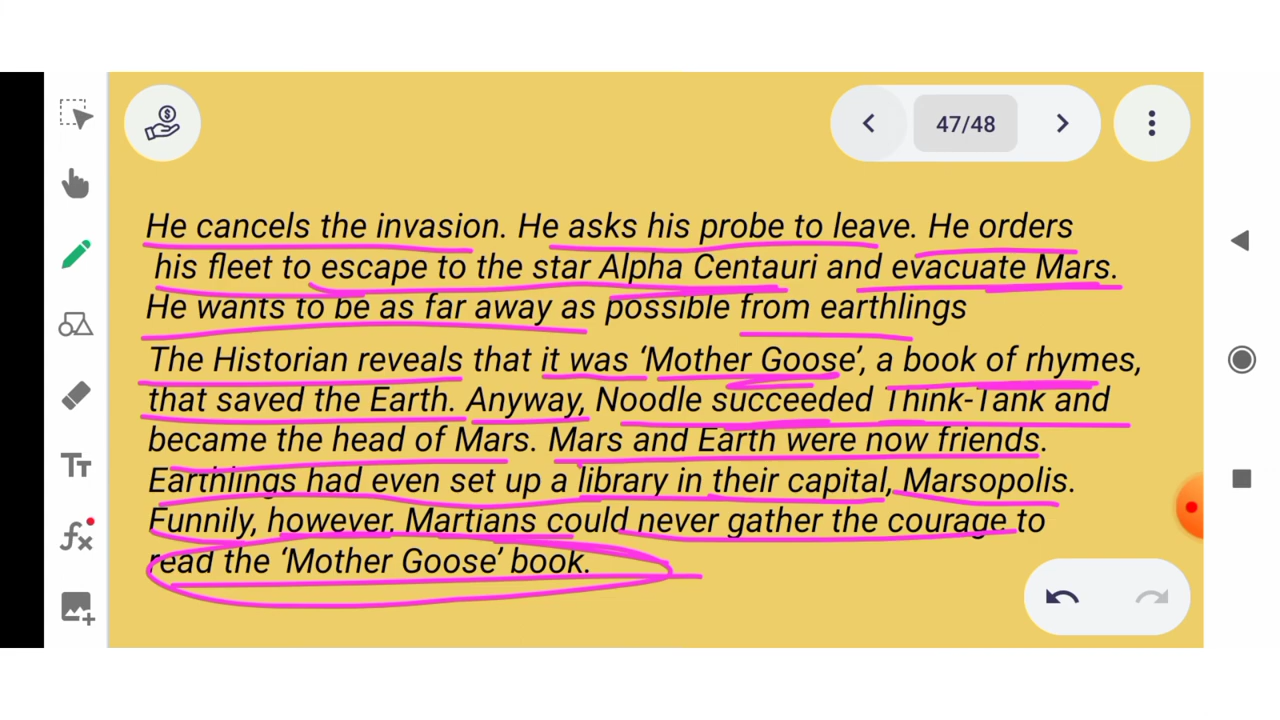 47/48
He cancels the invasion. He asks his probe to leave. He orders
his fleet to escape to the star Alpha Centauri and evacuate Mars.
He wants to be as far away as possible from earthlings
The Historian reveals that it was ‘Mother Goose’, a book of rhymes,
that saved the Earth. Anyway, Noodle succeeded Think-Tank and
became the head of Mars. Mars and Earth were now friends.
Earthlings had even set up a library in their capital, Marsopolis.
Funnily, however, Martians could never gather the courage to
read the ‘Mother Goose’ book.
Tт
fx